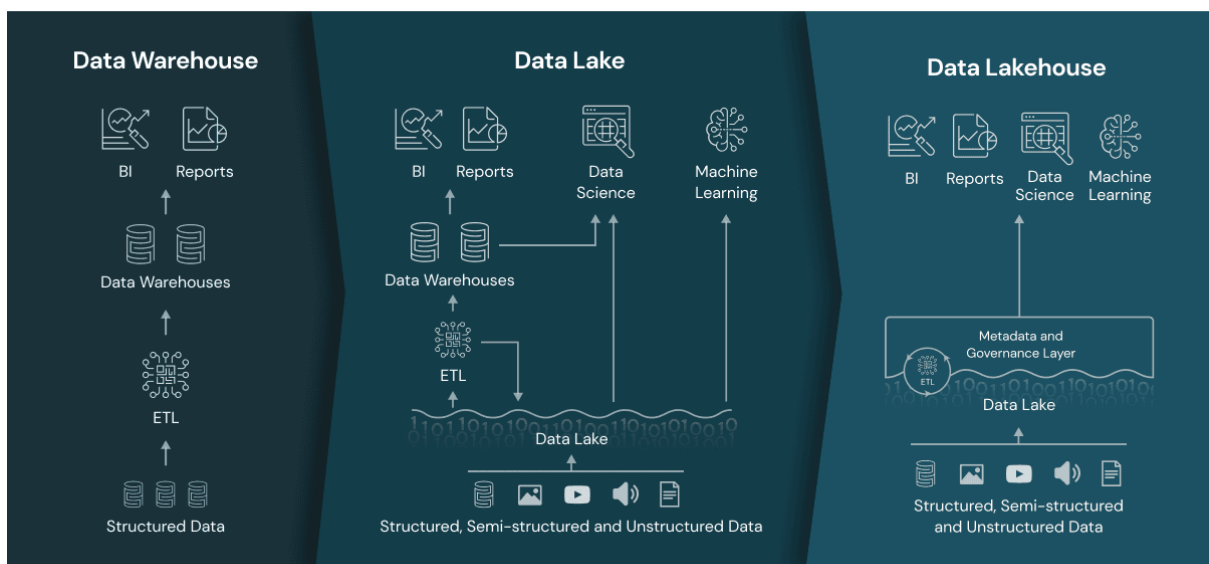 Data Warehouse
BI
Reports
Data Warehouses
ETL
Structured Data
Data Lake
BI
Reports
Data
Science
Machine
Learning
Data Warehouses
ETL
1101101010011011010100010
Data Lake
Structured, Semi-structured and Unstructured Data
Data Lakehouse
BI
Reports
Data
Science
Machine
Learning
Metadata and
Governance Layer
ETL
Data Lake
Structured, Semi-structured
and Unstructured Data